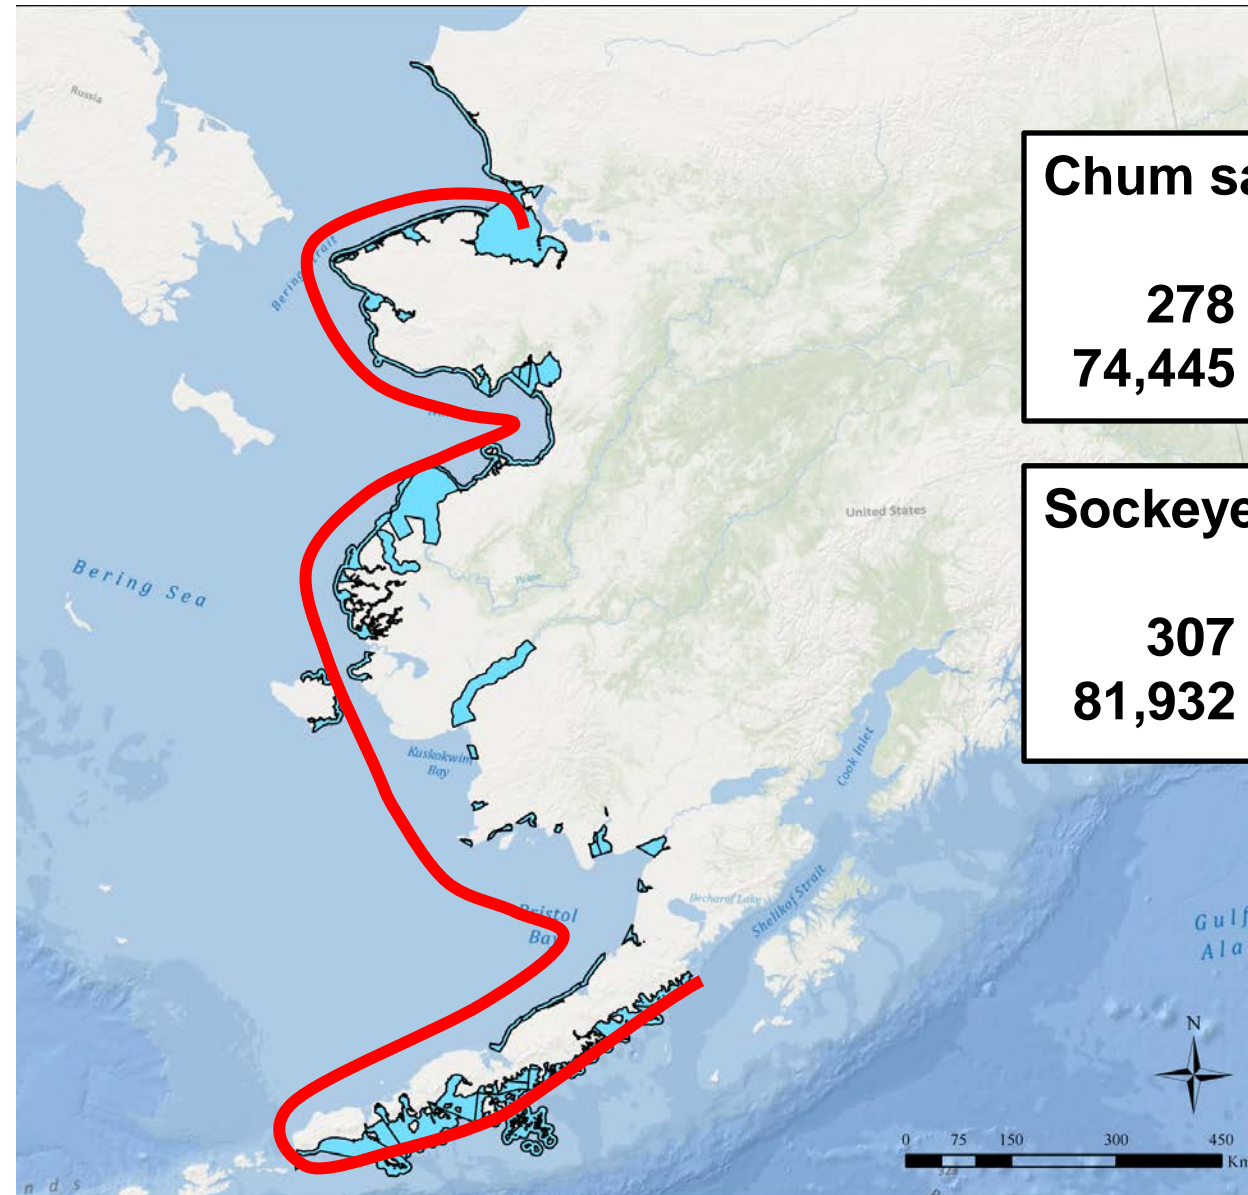 Russia
Chum sa
278
74,445
Bering Strait
United States
Sockeye
307
81,932
Bering Sea
Yukon
Kuskokwim
Bay
Cook Inlet
Becharof Lake
Shelikof Strait
Bristol
Bay
Gulf
Ala
N
0 75 150 300 450
Km
n d s